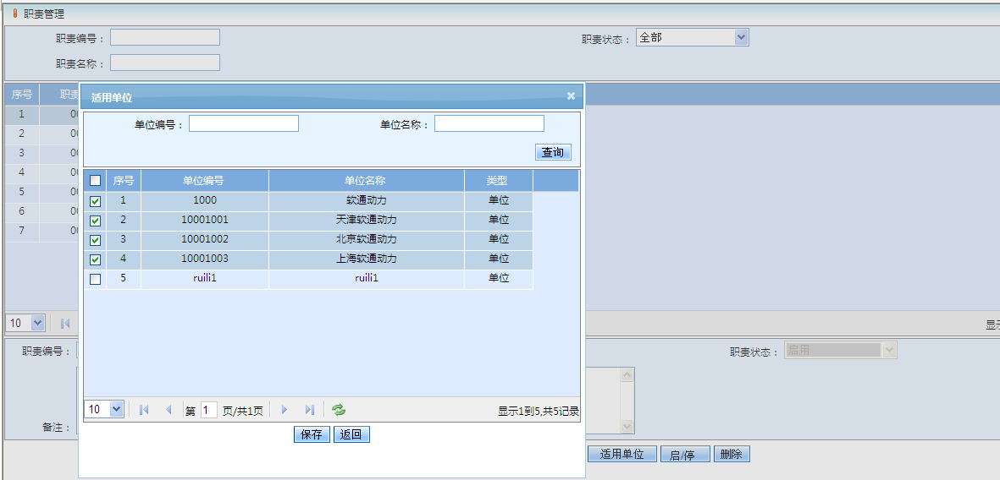 职责管理
职责编号： 职责状态： 全部
职责名称：
序号 职责
1 00
2 00
3 00
4 00
5 00
6 00
7 00
适用单位
单位编号： 单位名称：
查询
序号 单位编号 单位名称 类型
1 1000 软通动力 单位
2 10001001 天津软通动力 单位
3 10001002 北京软通动力 单位
4 10001003 上海软通动力 单位
5 ruili1 ruili1 单位
10 第 1 页/共1页 显示1到5,共5记录
保存 返回
10 显示
职责编号： 职责状态： 启用
备注：
适用单位 启/停 删除